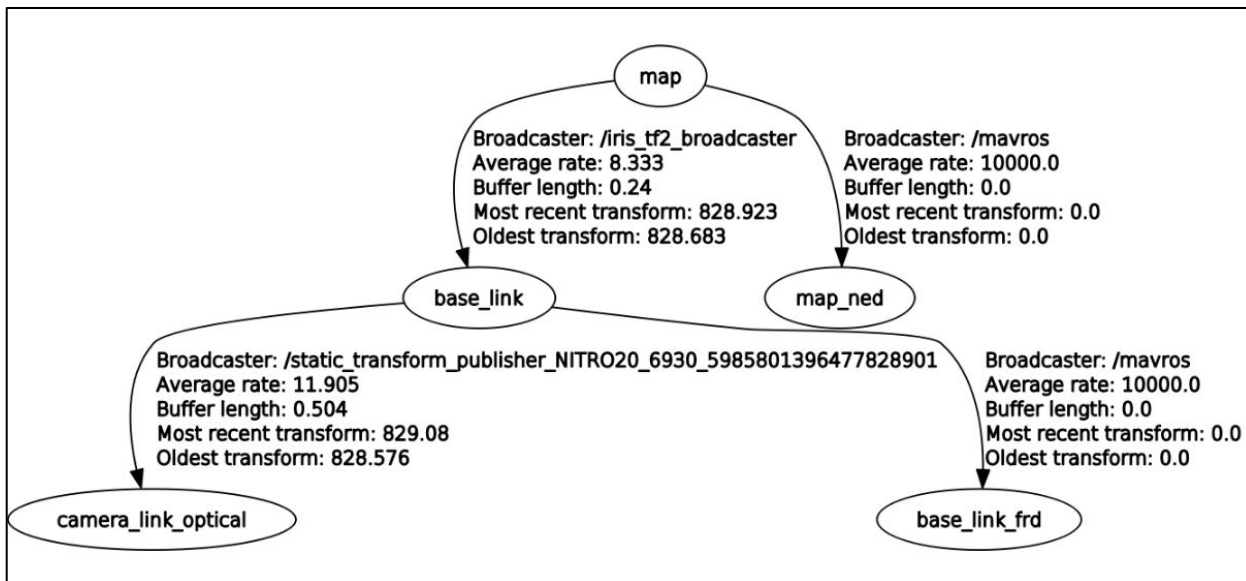 map
Broadcaster: /iris_tf2_broadcaster
Average rate: 8.333
Buffer length: 0.24
Most recent transform: 828.923
Oldest transform: 828.683
Broadcaster: /mavros
Average rate: 10000.0
Buffer length: 0.0
Most recent transform: 0.0
Oldest transform: 0.0
base_link
map_ned
Broadcaster: /static_transform_publisher_NITRO20_6930_5985801396477828901
Average rate: 11.905
Buffer length: 0.504
Most recent transform: 829.08
Oldest transform: 828.576
Broadcaster: /mavros
Average rate: 10000.0
Buffer length: 0.0
Most recent transform: 0.0
Oldest transform: 0.0
camera_link_optical
base_link_frd